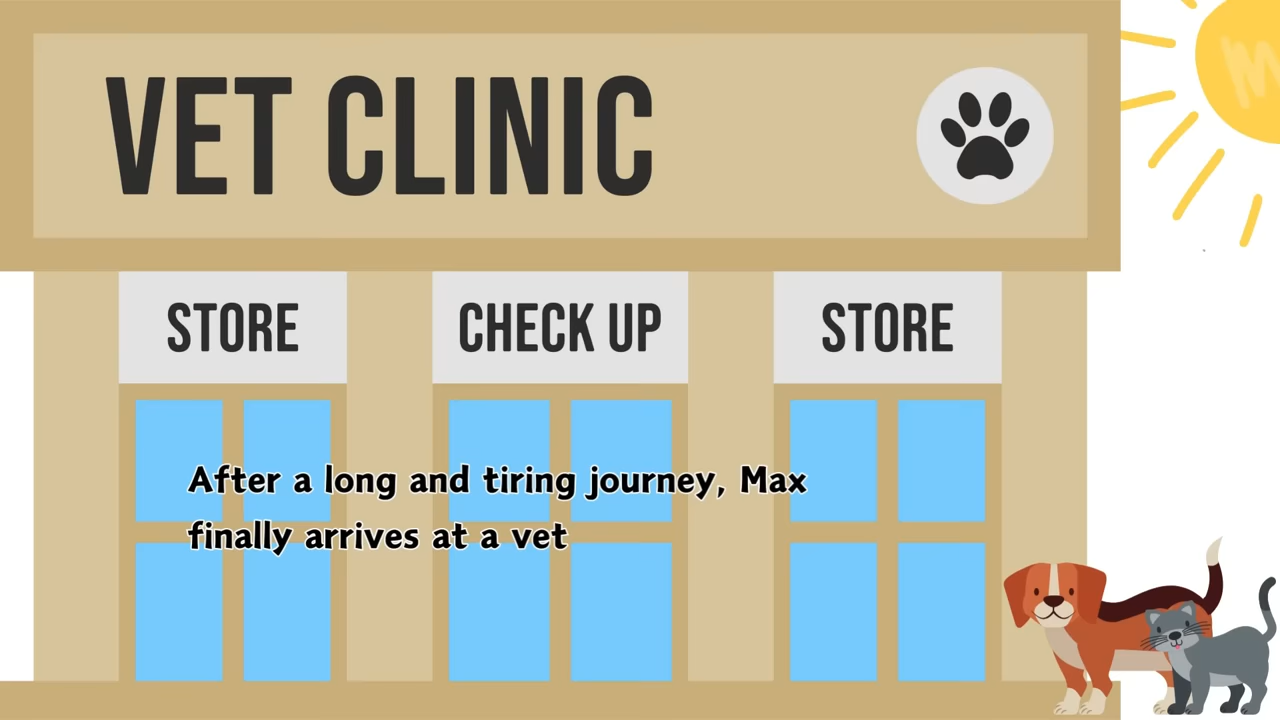 VET CLINIC
STORE
CHECK UP
STORE
After a long and tiring journey, Max
finally arrives at a vet